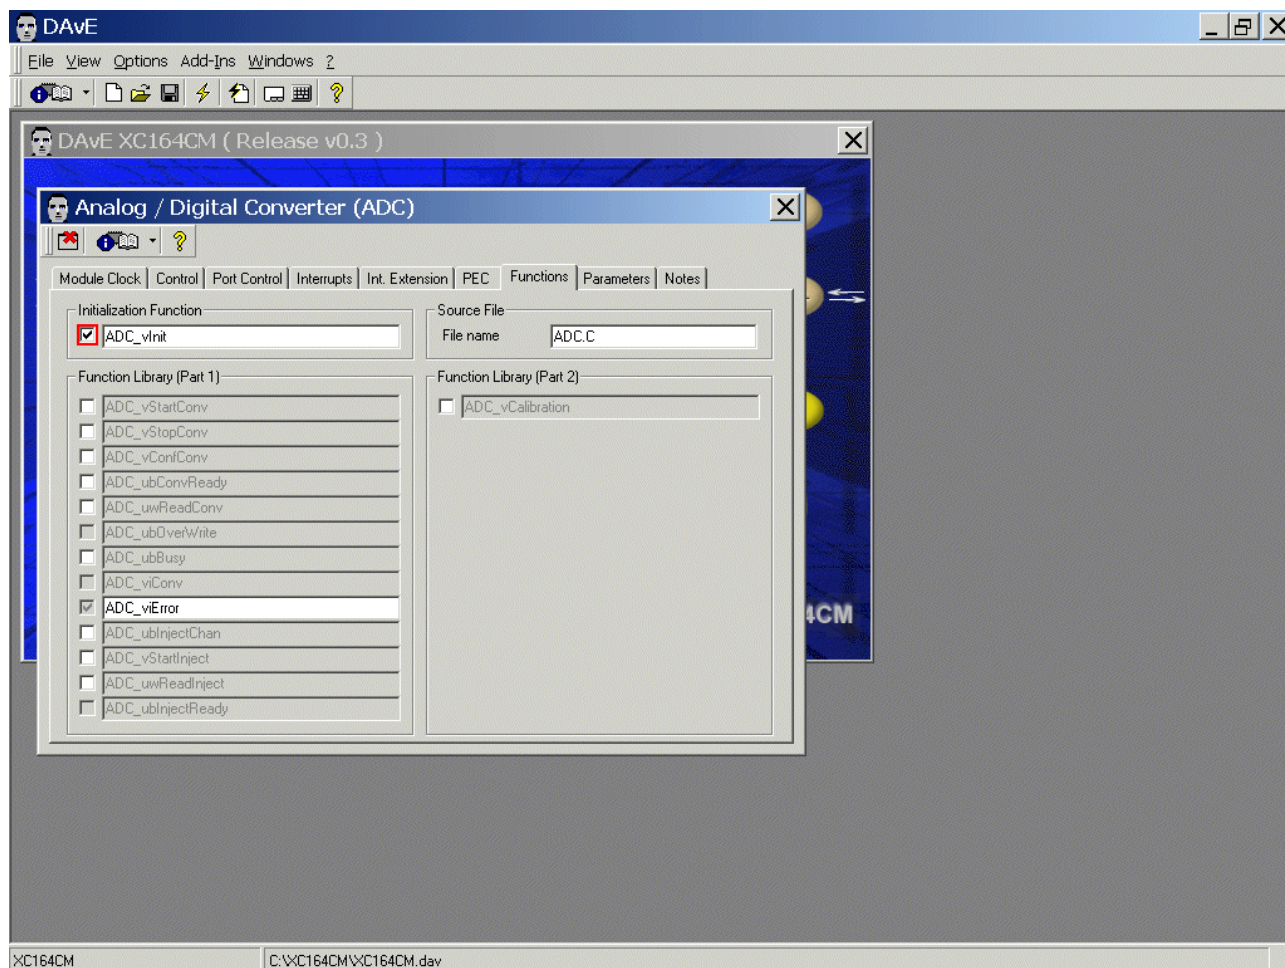 DAvE
File View Options Add-Ins Windows ?
DAvE XC164CM ( Release v0.3 )
Analog / Digital Converter (ADC)
Module Clock Control Port Control Interrupts Int. Extension PEC Functions Parameters Notes
Initialization Function
ADC_vInit
Source File
File name ADC.C
Function Library (Part 1)
ADC_vStartConv
ADC_vStopConv
ADC_vConfConv
ADC_ubConvReady
ADC_uwReadConv
ADC_ubOverWrite
ADC_ubBusy
ADC_viConv
ADC_viError
ADC_ubInjectChan
ADC_vStartInject
ADC_uwReadInject
ADC_ubInjectReady
Function Library (Part 2)
ADC_vCalibration
4CM
XC164CM C:\XC164CM\XC164CM.dav